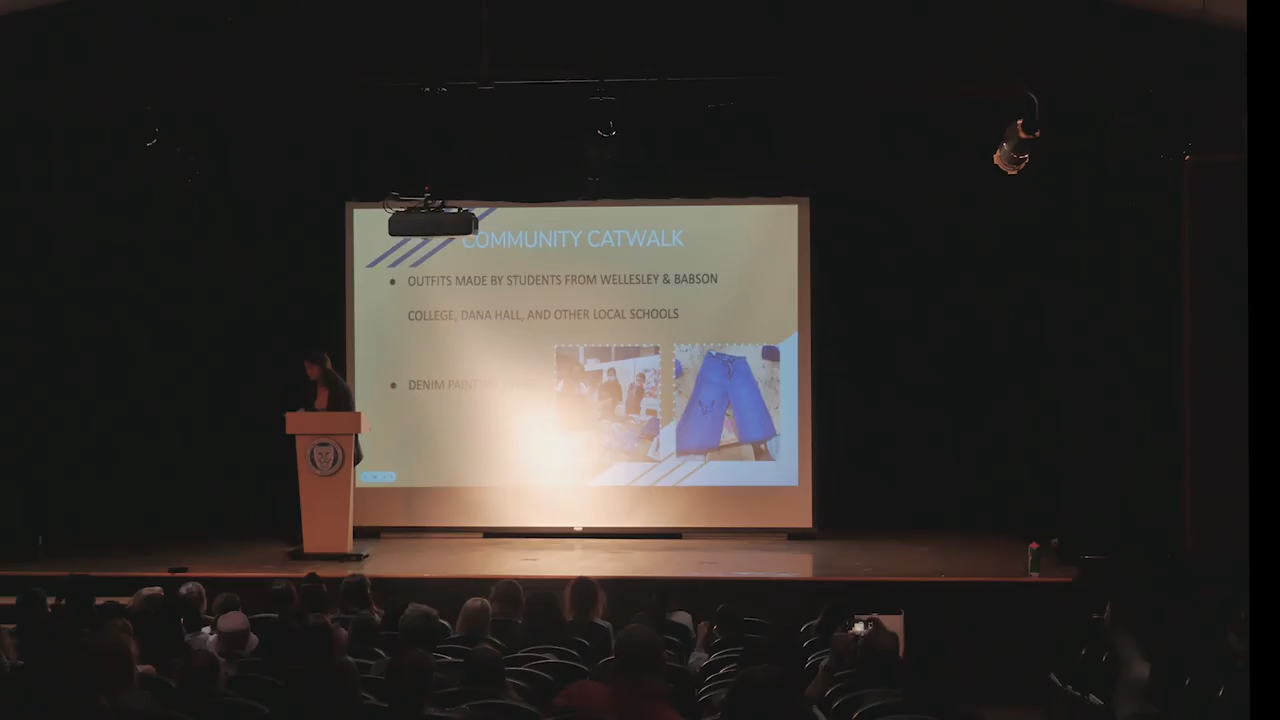 COMMUNITY CATWALK
• OUTFITS MADE BY STUDENTS FROM WELLESLEY & BABSON
COLLEGE, DANA HALL, AND OTHER LOCAL SCHOOLS
• DENIM